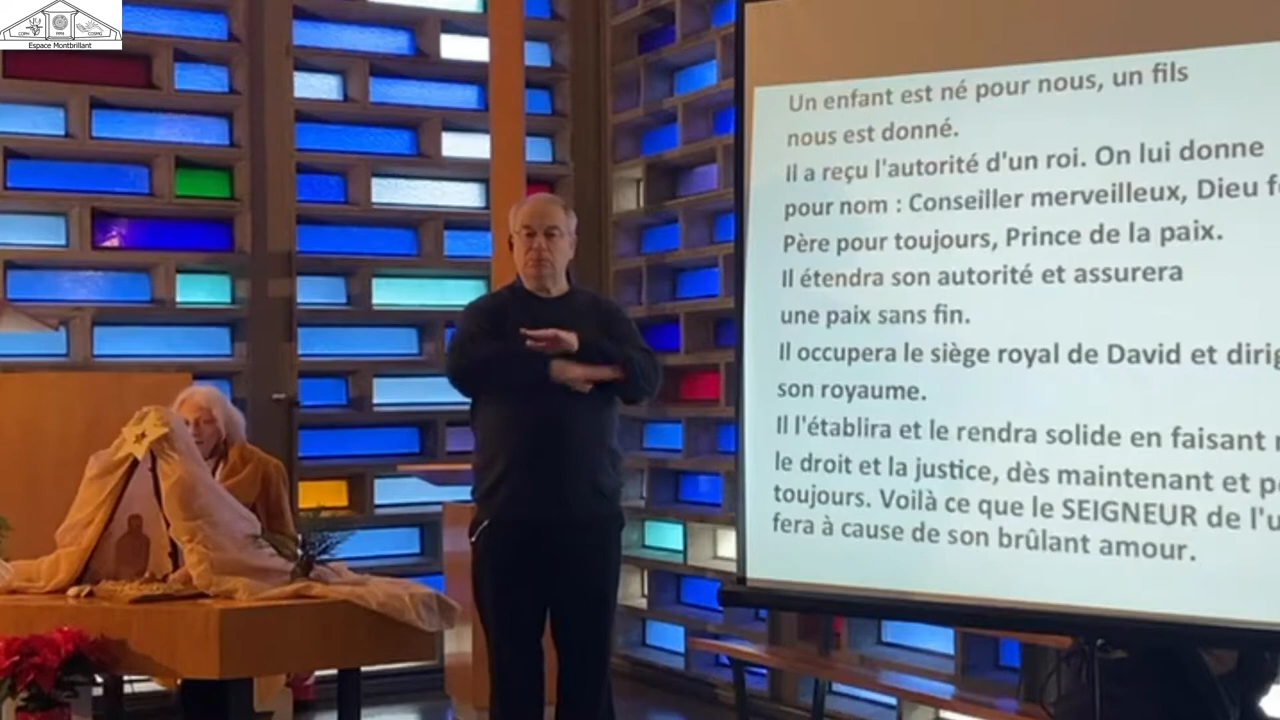 COPH
PPPR
COSMG
Espace Montbrillant
Un enfant est né pour nous, un fils
nous est donné.
Il a reçu l'autorité d'un roi. On lui donne
pour nom : Conseiller merveilleux, Dieu
Père pour toujours, Prince de la paix.
Il étendra son autorité et assurera
une paix sans fin.
Il occupera le siège royal de David et
son royaume.
Il l'établira et le rendra solide en faisant
le droit et la justice, dès maintenant et
toujours. Voilà ce que le SEIGNEUR de
fera à cause de son brûlant amour.